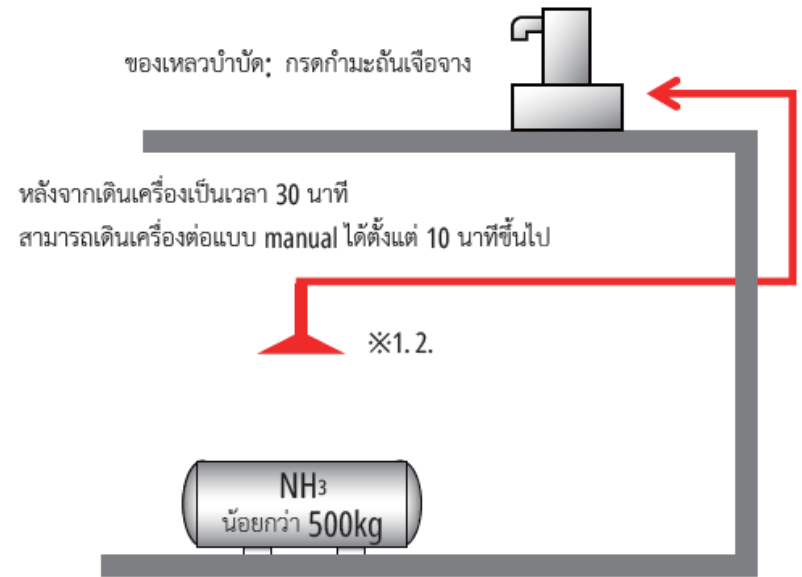 ของเหลวบำบัด: กรดกำมะถันเจือจาง
หลังจากเดินเครื่องเป็นเวลา 30 นาที
สามารถเดินเครื่องต่อแบบ manual ได้ตั้งแต่ 10 นาทีขึ้นไป
※1. 2.
NH₃
น้อยกว่า 500kg